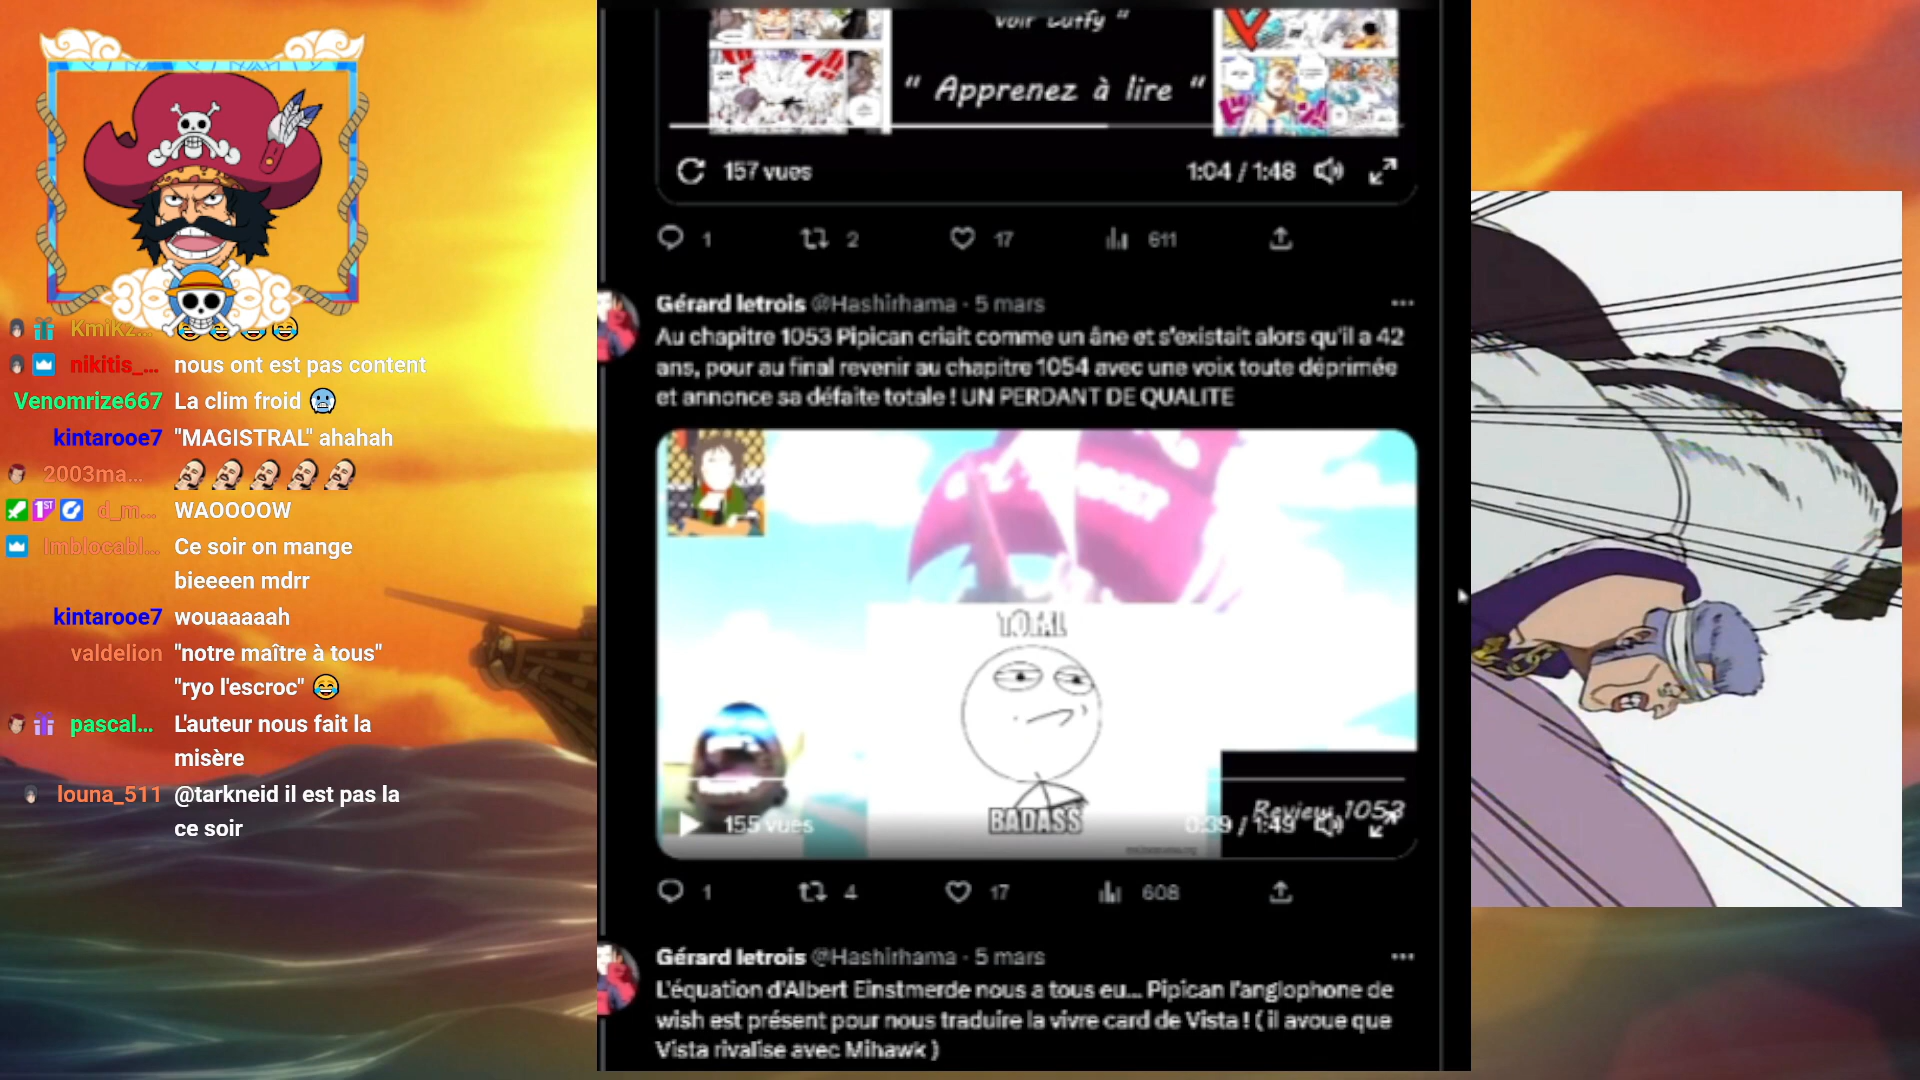 Kmikz...
nikitis_... nous ont est pas content
Venomrize667 La clim froid
kintarooe7 "MAGISTRAL" ahahah
2003ma...
1ST d_m... WAOOOOW
Imblocabl... Ce soir on mange
bieeeen mdrr
kintarooe7 wouaaaaah
valdelion "notre maître à tous"
"ryo l'escroc"
pascal... L'auteur nous fait la
misère
louna_511 @tarkneid il est pas la
ce soir
voir Luffy "
" Apprenez à lire "
157 vues 1:04 / 1:48
1 2 17 611
Gérard letrois @Hashirhama · 5 mars
Au chapitre 1053 Pipican criait comme un âne et s'existait alors qu'il a 42
ans, pour au final revenir au chapitre 1054 avec une voix toute déprimée
et annonce sa défaite totale ! UN PERDANT DE QUALITE
TOTAL
BADASS
Review 1053
155 vues 0:39 / 1:49
1 4 17 608
Gérard letrois @Hashirhama · 5 mars
L'équation d'Albert Einstmerde nous a tous eu... Pipican l'anglophone de
wish est présent pour nous traduire la vivre card de Vista ! ( il avoue que
Vista rivalise avec Mihawk )